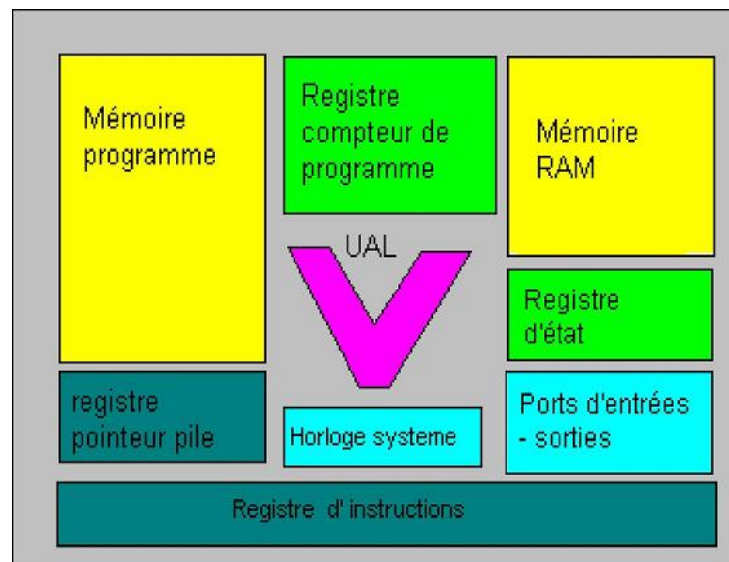 Mémoire
programme
Registre
compteur de
programme
Mémoire
RAM
UAL
Registre
d'état
registre
pointeur pile
Horloge systeme
Ports d'entrées
- sorties
Registre d' instructions